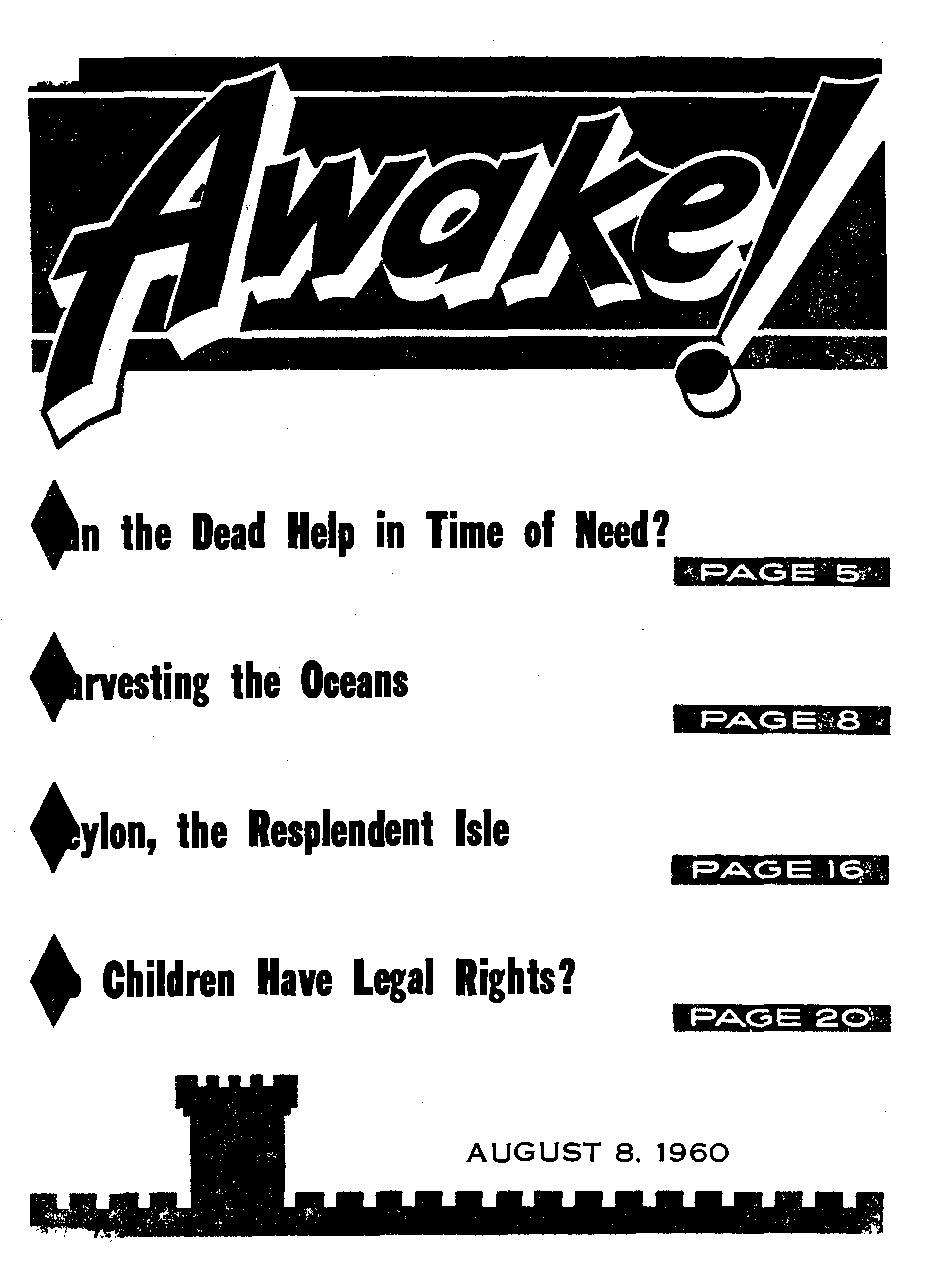 Awake!
an the Dead Help in Time of Need?
PAGE 5
arvesting the Oceans
PAGE 8
eylon, the Resplendent Isle
PAGE 16
Children Have Legal Rights?
PAGE 20
AUGUST 8, 1960